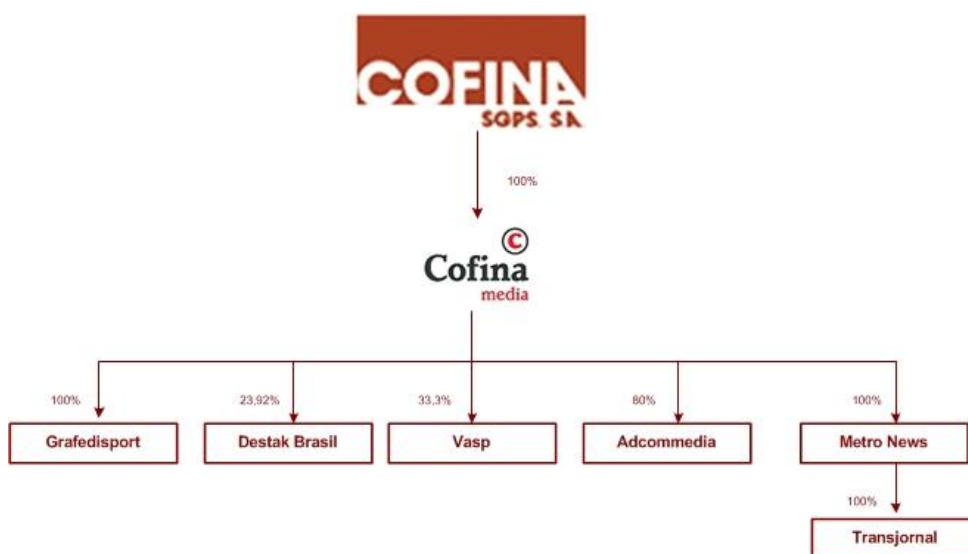 COFINA
SGPS, SA.
100%
C
Cofina
media
100%
23,92%
33,3%
80%
100%
Grafedisport
Destak Brasil
Vasp
Adcommedia
Metro News
100%
Transjornal